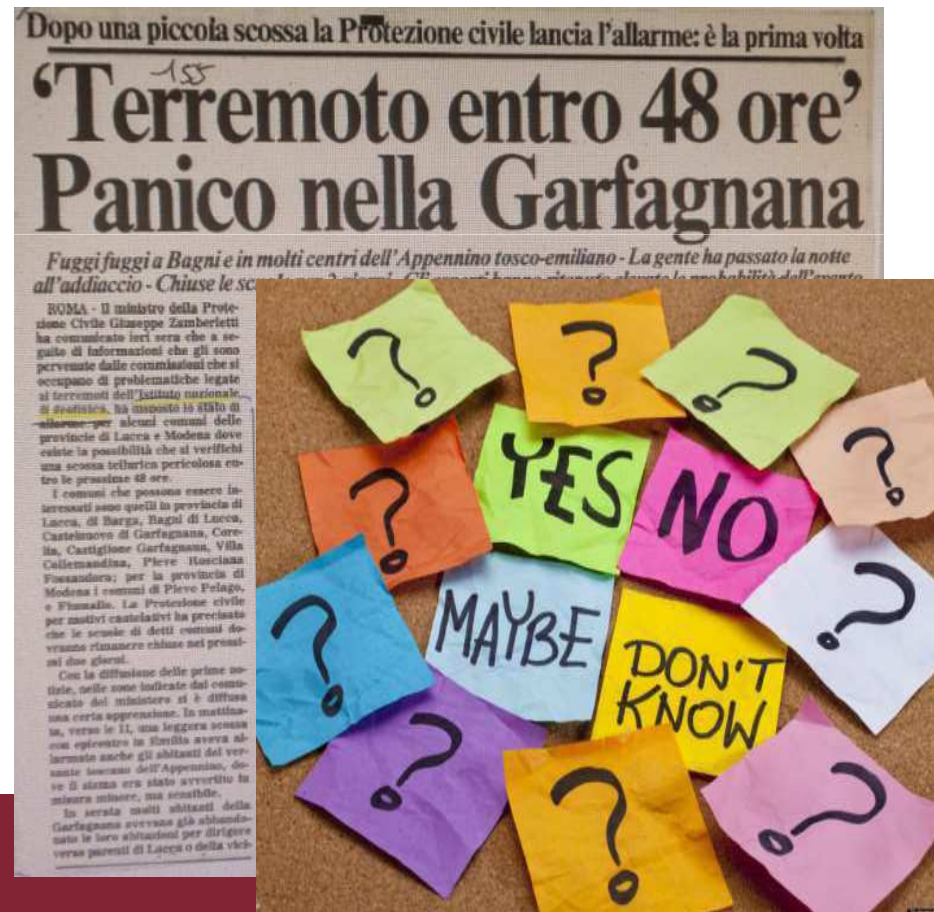 Dopo una piccola scossa la Protezione civile lancia l'allarme: è la prima volta
155
'Terremoto entro 48 ore'
Panico nella Garfagnana
Fuggi fuggi a Bagni e in molti centri dell'Appennino tosco-emiliano - La gente ha passato la notte
all'addiaccio - Chiuse le
ROMA - Il ministro della Prote-
zione Civile Giuseppe Zamberletti
ha comunicato ieri sera che a se-
guito di informazioni che gli sono
pervenute dalle commissioni che si
occupano di problematiche legate
ai terremoti dell'Istituto nazionale
di geofisica, ha imposto lo stato di
allarme per alcuni comuni delle
provincie di Lucca e Modena dove
esiste la possibilità che si verifichi
una scossa tellurica pericolosa en-
tro le prossime 48 ore.
I comuni che possono essere in-
teressati sono quelli in provincia di
Lucca, di Barga, Bagni di Lucca,
Castelnuovo di Garfagnana, Core-
lia, Castiglione Garfagnana, Villa
Collemandina, Pieve Fosciana
Fossandora; per la provincia di
Modena i comuni di Pieve Pelago,
e Fiumalbo. La Protezione civile
per motivi cautelativi ha precisato
che le scuole di detti comuni do-
vranno rimanere chiuse nei prossi-
mi due giorni.
Con la diffusione delle prime no-
tizie, nelle zone indicate dal comu-
nicato del ministero si è diffusa
una certa apprensione. In mattina-
ta, verso le 11, una leggera scossa
con epicentro in Emilia aveva al-
larmato anche gli abitanti del ver-
sante toscano dell'Appennino, do-
ve il sisma era stato avvertito in
misura minore, ma sensibile.
In serata molti abitanti della
Garfagnana avevano già abbando-
nato le loro abitazioni per dirigere
verso parenti di Lucca o della vici-
? ? ?
? YES NO ?
? MAYBE DON'T KNOW ?
? ? ?